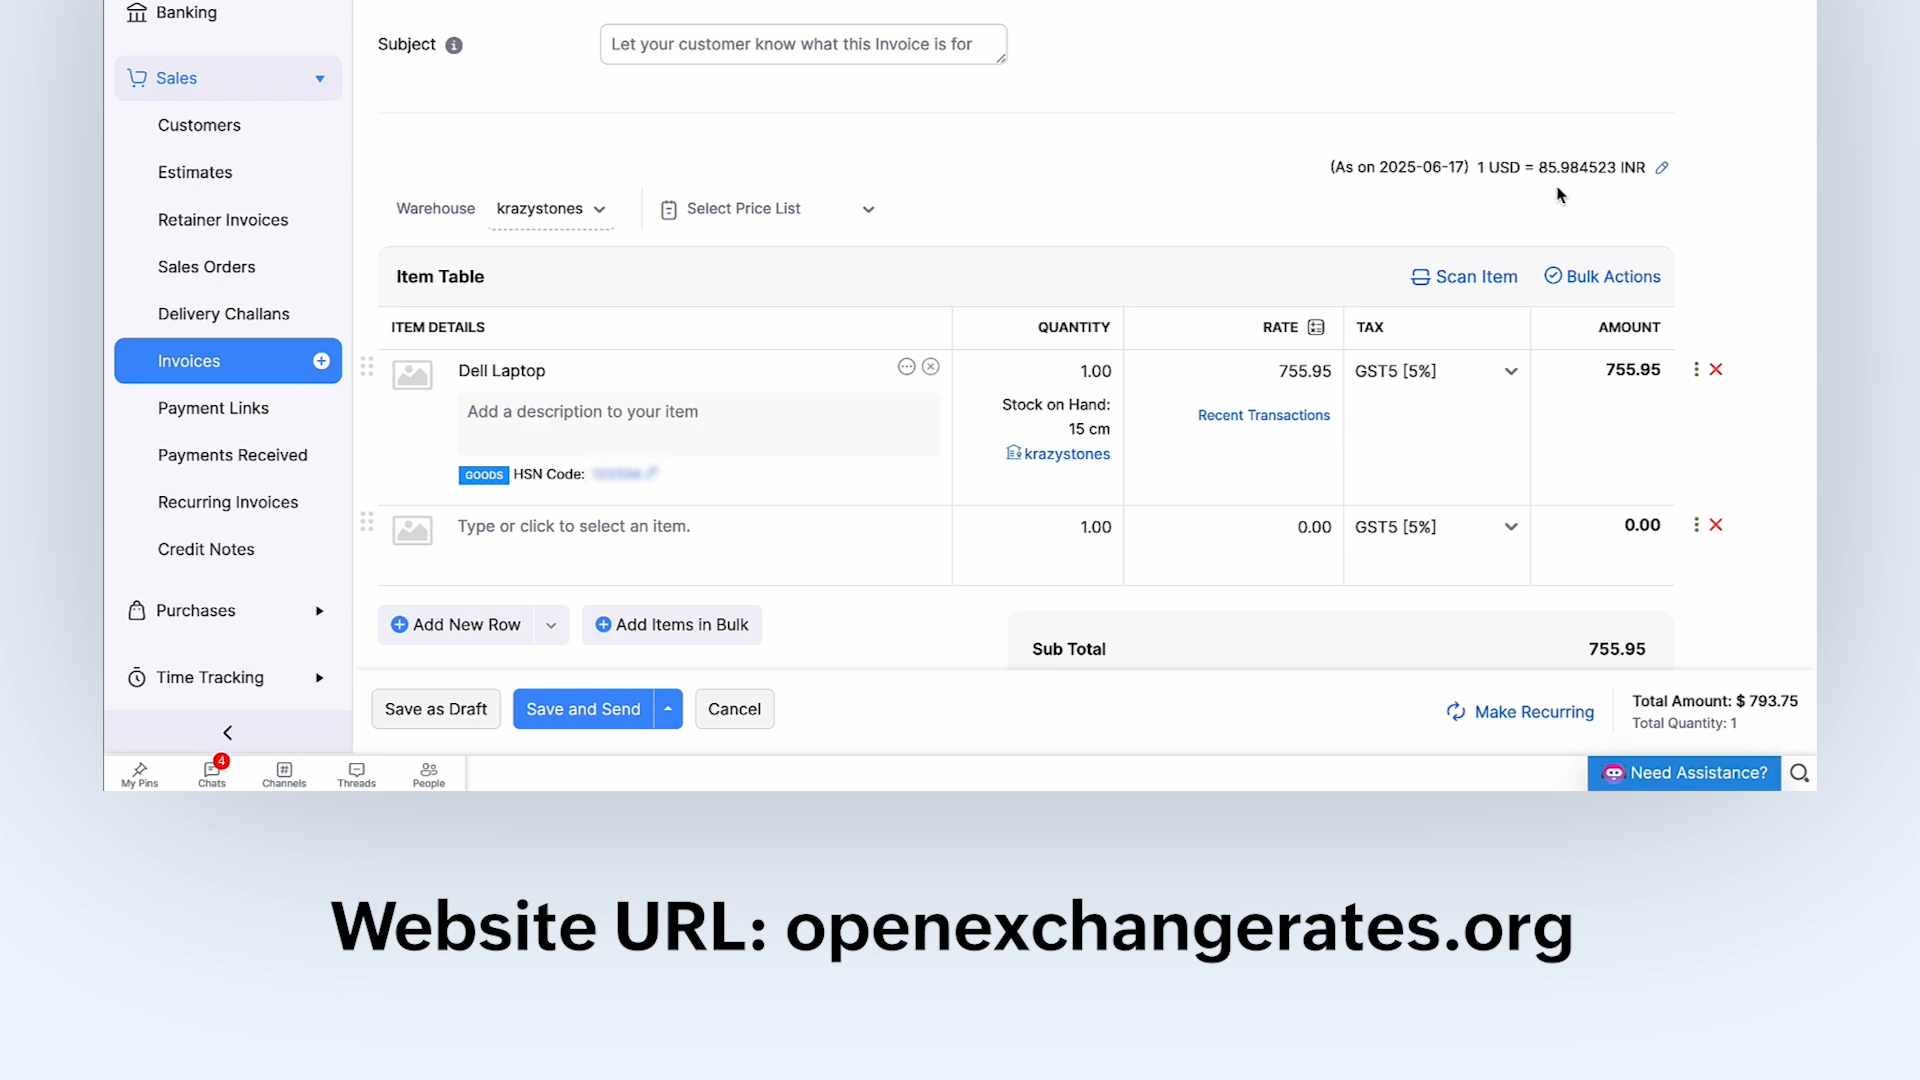 Banking
Sales
Customers
Estimates
Retainer Invoices
Sales Orders
Delivery Challans
Invoices
Payment Links
Payments Received
Recurring Invoices
Credit Notes
Purchases
Time Tracking
My Pins
4
Chats
Channels
Threads
People
Subject
Let your customer know what this Invoice is for
(As on 2025-06-17) 1 USD = 85.984523 INR
Warehouse krazystones Select Price List
Item Table Scan Item Bulk Actions
ITEM DETAILS QUANTITY RATE TAX AMOUNT
Dell Laptop 1.00 755.95 GST5 [5%] 755.95
Add a description to your item
Stock on Hand:
15 cm
krazystones
Recent Transactions
GOODS HSN Code:
Type or click to select an item. 1.00 0.00 GST5 [5%] 0.00
Add New Row Add Items in Bulk
Sub Total 755.95
Save as Draft Save and Send Cancel
Make Recurring
Total Amount: $ 793.75
Total Quantity: 1
Need Assistance?
Website URL: openexchangerates.org